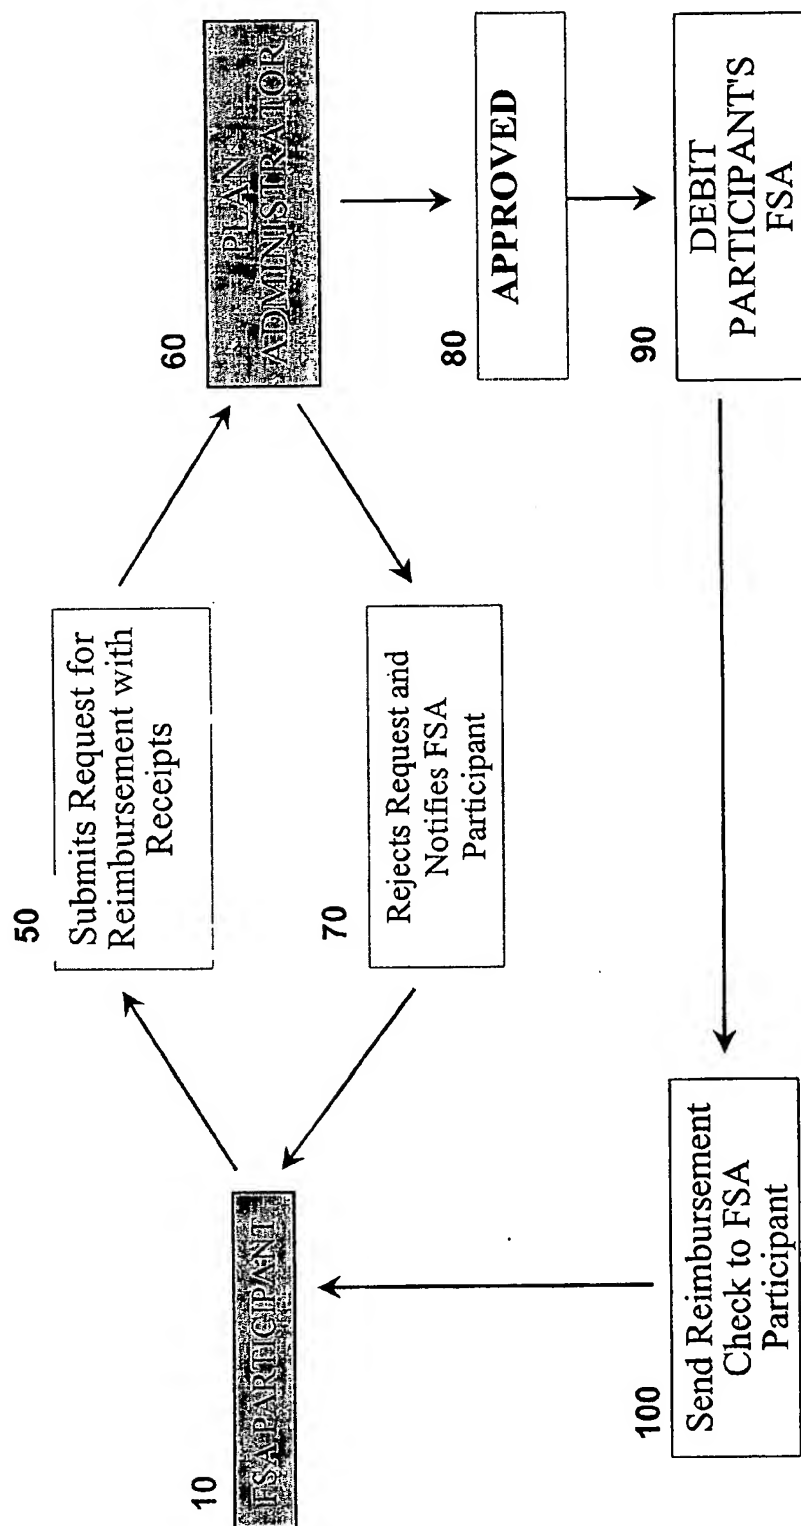 10
FSA PARTICIPANT
50
Submits Request for
Reimbursement with
Receipts
60
PLAN
ADMINISTRATOR
70
Rejects Request and
Notifies FSA
Participant
80
APPROVED
90
DEBIT
PARTICIPANT'S
FSA
100
Send Reimbursement
Check to FSA
Participant